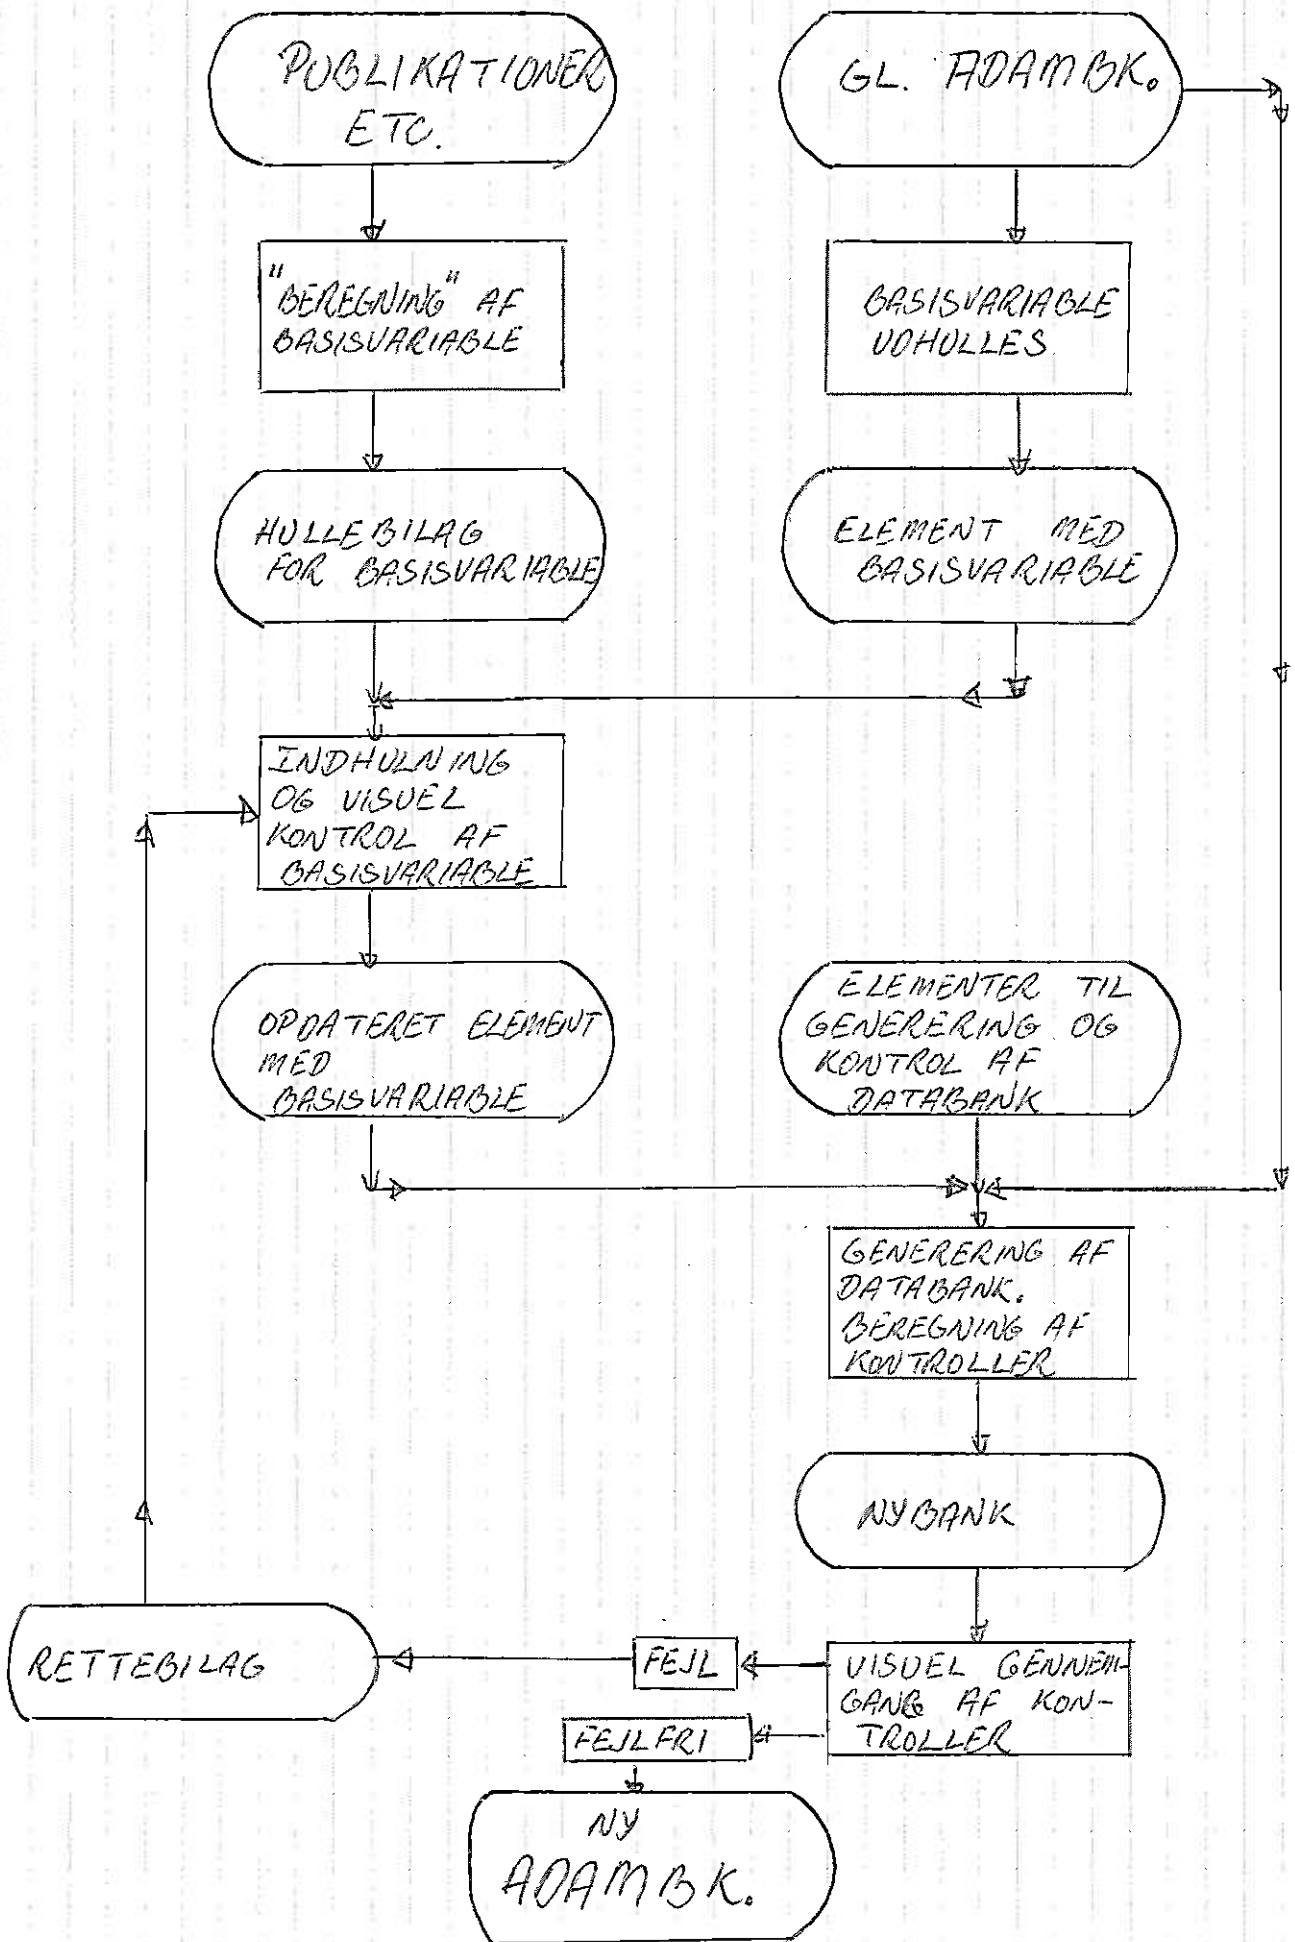 PUBLIKATIONER
ETC.
GL. ADAMBK.
"BEREGNING" AF
BASISVARIABLE
BASISVARIABLE
UDHULLES.
HULLEBILAG
FOR BASISVARIABLE
ELEMENT MED
BASISVARIABLE
INDHULNING
OG VISUEL
KONTROL AF
BASISVARIABLE
OPDATERET ELEMENT
MED
BASISVARIABLE
ELEMENTER TIL
GENERERING OG
KONTROL AF
DATABANK
GENERERING AF
DATABANK.
BEREGNING AF
KONTROLLER
NYBANK
RETTEBILAG
FEJL
VISUEL GENNEM-
GANG AF KON-
TROLLER
FEJLFRI
NY
ADAMBK.